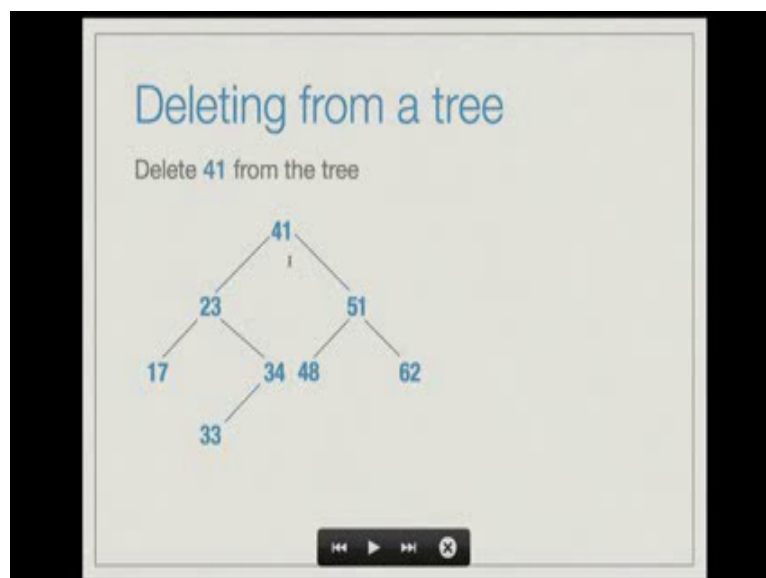 Deleting from a tree
Delete 41 from the tree
41
23 51
17 34 48 62
33